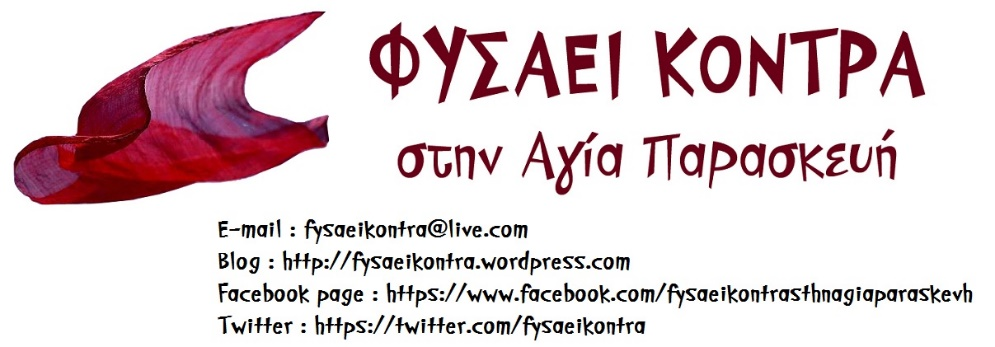 ΦΥΣΑΕΙ ΚΟΝΤΡΑ
στην Αγία Παρασκευή
E-mail : fysaeikontra@live.com
Blog : http://fysaeikontra.wordpress.com
Facebook page : https://www.facebook.com/fysaeikontrasthnagiaparaskevh
Twitter : https://twitter.com/fysaeikontra